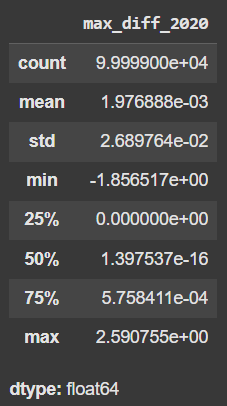 max_diff_2020
count 9.999900e+04
mean 1.976888e-03
std 2.689764e-02
min -1.856517e+00
25% 0.000000e+00
50% 1.397537e-16
75% 5.758411e-04
max 2.590755e+00
dtype: float64